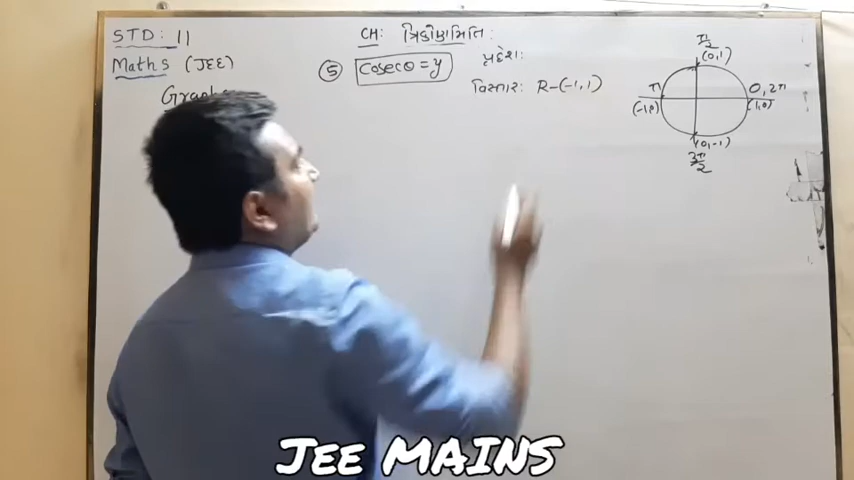 STD: 11
CH: ત્રિકોણમિતિ:
Maths (JEE)
⑤ Cosecθ = y
પ્રદેશ:
વિસ્તાર: R-(-1,1)
π/2
(0,1)
π
(-1,0)
0, 2π
(1,0)
(0,-1)
3π/2
JEE MAINS